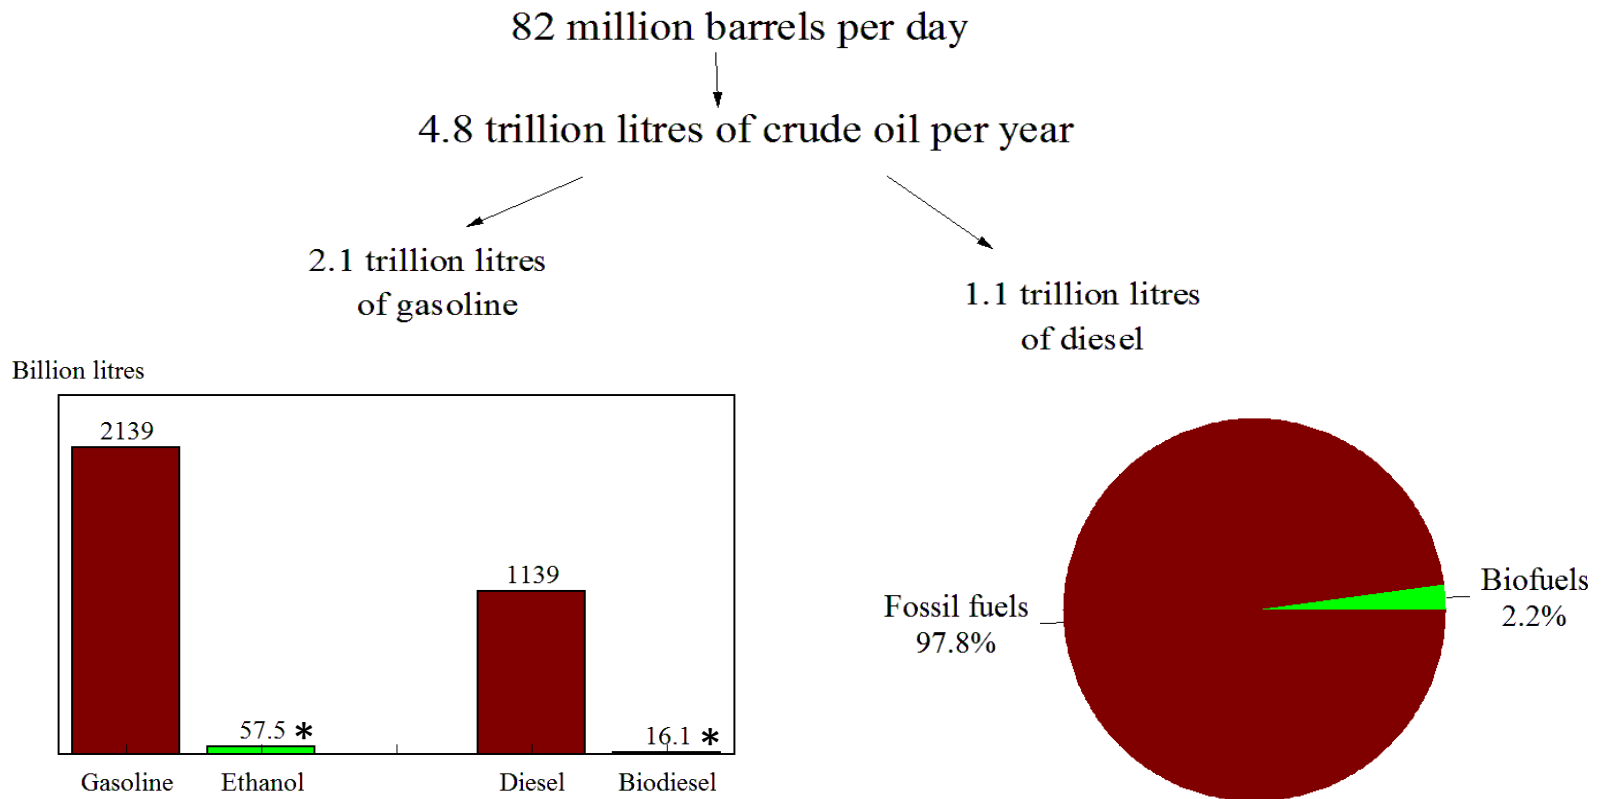 82 million barrels per day
4.8 trillion litres of crude oil per year
2.1 trillion litres
of gasoline
1.1 trillion litres
of diesel
Billion litres
2139
57.5 *
1139
16.1 *
Gasoline
Ethanol
Diesel
Biodiesel
Fossil fuels
97.8%
Biofuels
2.2%